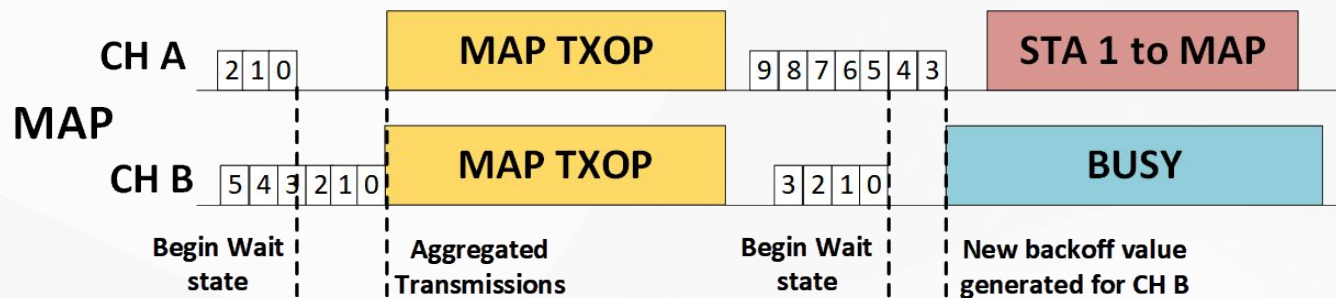 CH A
2 1 0
MAP TXOP
9 8 7 6 5 4 3
STA 1 to MAP
MAP
CH B
5 4 3 2 1 0
MAP TXOP
3 2 1 0
BUSY
Begin Wait
state
Aggregated
Transmissions
Begin Wait
state
New backoff value
generated for CH B